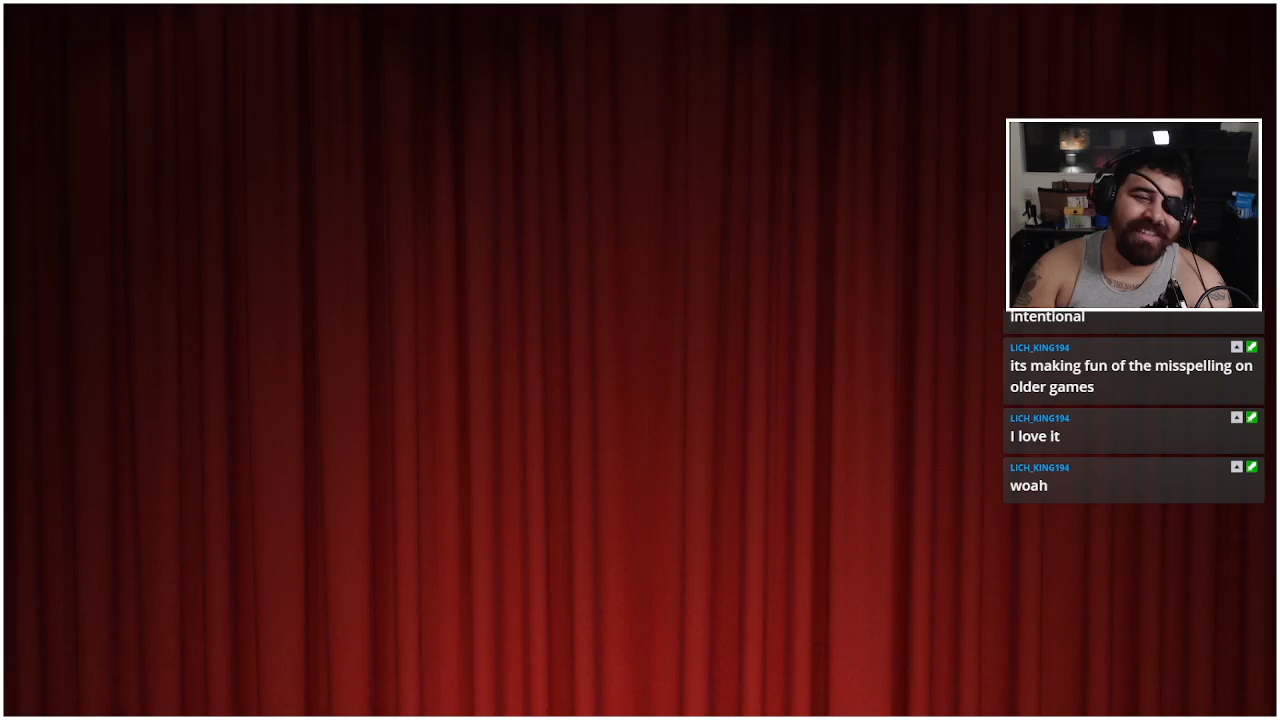 intentional
LICH_KING194
its making fun of the misspelling on
older games
LICH_KING194
I love it
LICH_KING194
woah